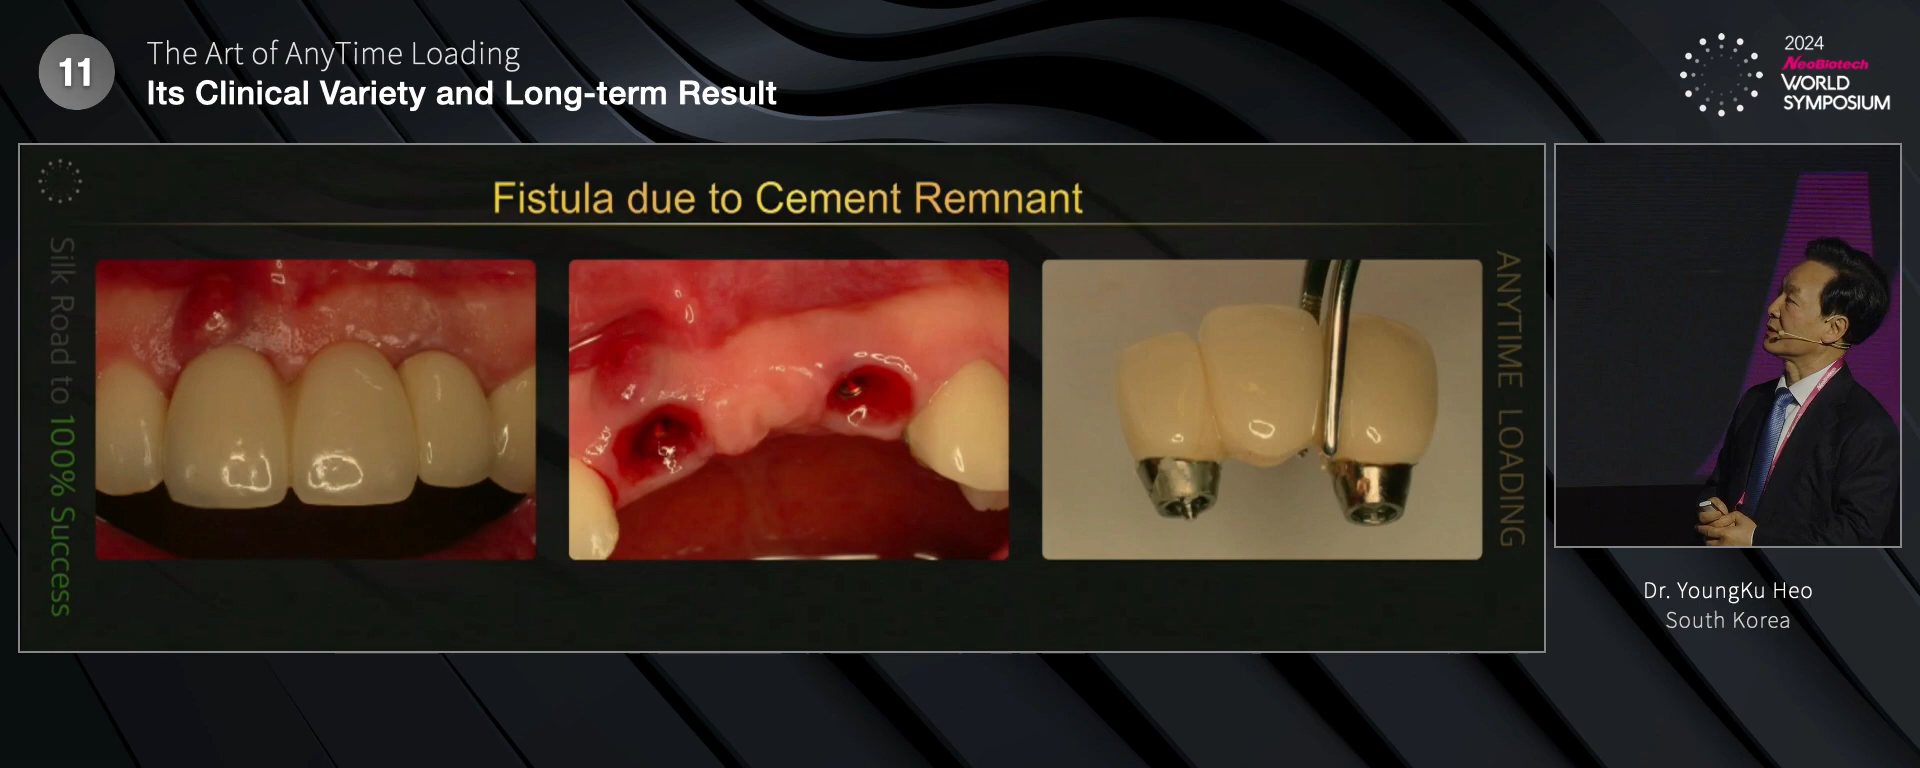 11
The Art of AnyTime Loading
Its Clinical Variety and Long-term Result
2024
NeoBiotech
WORLD
SYMPOSIUM
Fistula due to Cement Remnant
Silk Road to 100% Success
ANYTIME LOADING
Dr. YoungKu Heo
South Korea